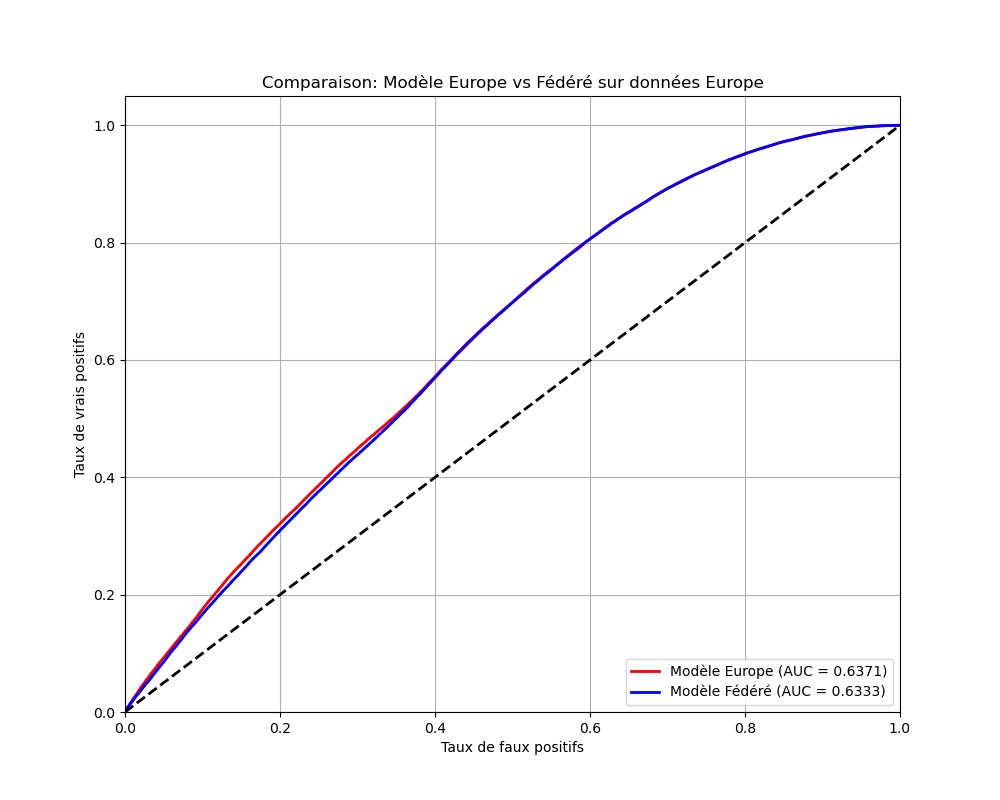 Comparaison: Modèle Europe vs Fédéré sur données Europe
1.0
0.8
0.6
0.4
0.2
0.0
Taux de vrais positifs
Modèle Europe (AUC = 0.6371)
Modèle Fédéré (AUC = 0.6333)
0.0 0.2 0.4 0.6 0.8 1.0
Taux de faux positifs